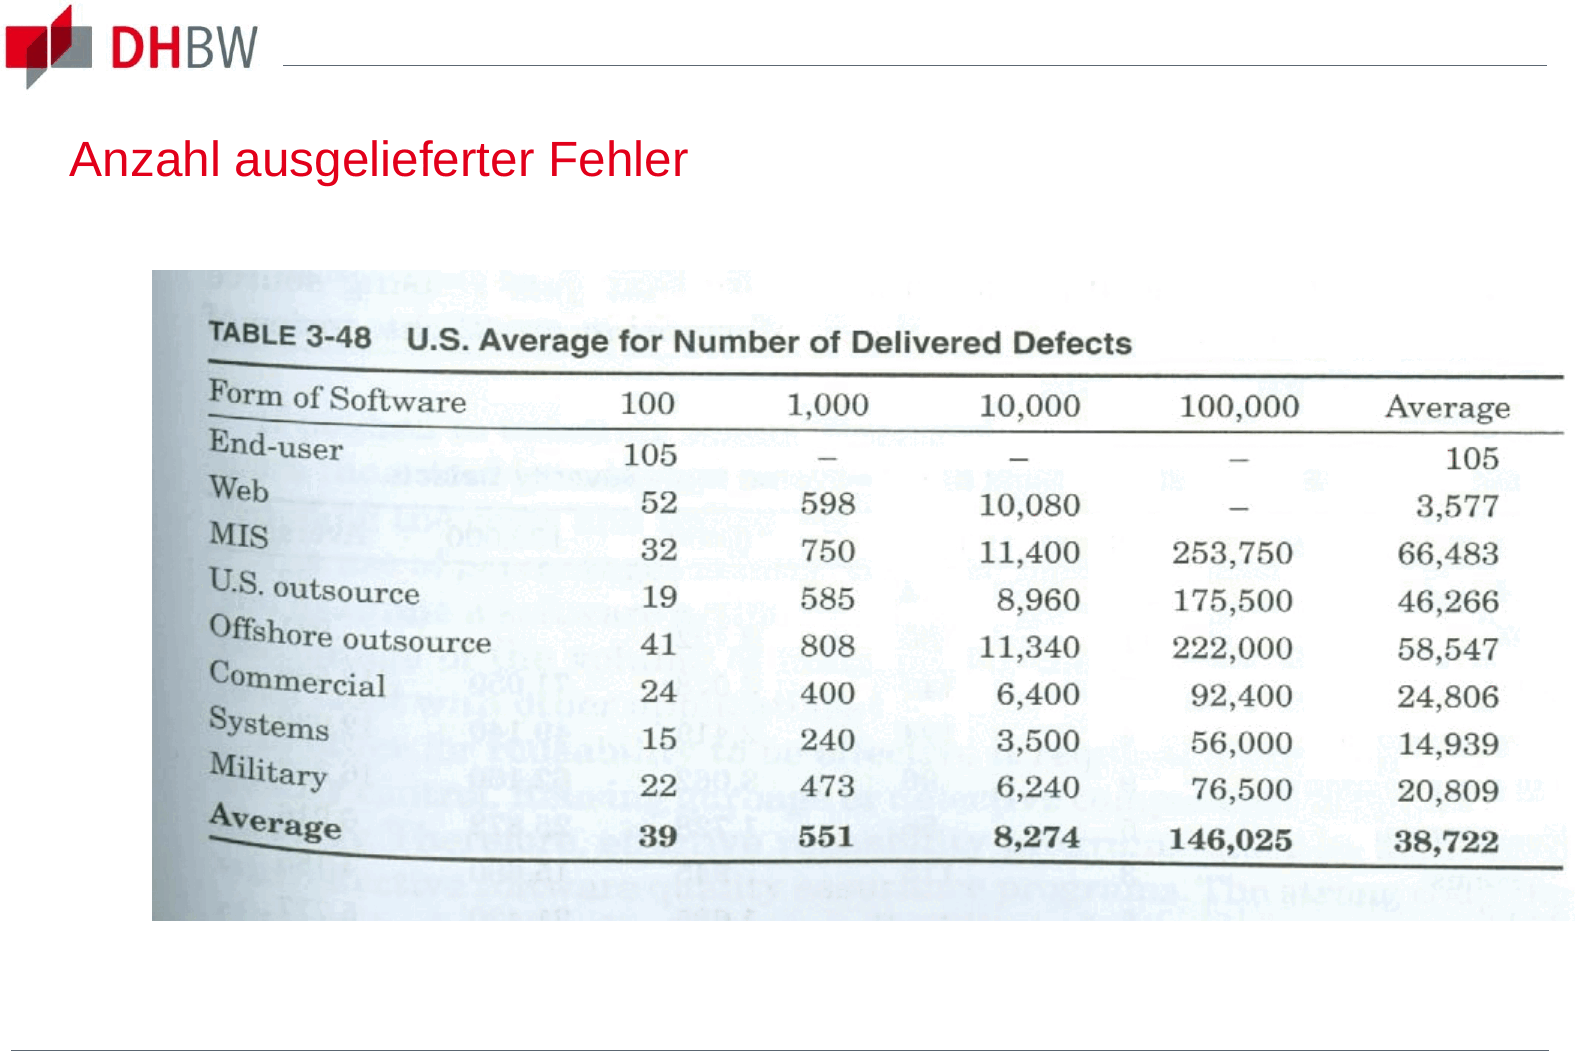 DHBW
Anzahl ausgelieferter Fehler
TABLE 3-48 U.S. Average for Number of Delivered Defects
Form of Software 100 1,000 10,000 100,000 Average
End-user 105 – – – 105
Web 52 598 10,080 – 3,577
MIS 32 750 11,400 253,750 66,483
U.S. outsource 19 585 8,960 175,500 46,266
Offshore outsource 41 808 11,340 222,000 58,547
Commercial 24 400 6,400 92,400 24,806
Systems 15 240 3,500 56,000 14,939
Military 22 473 6,240 76,500 20,809
Average 39 551 8,274 146,025 38,722